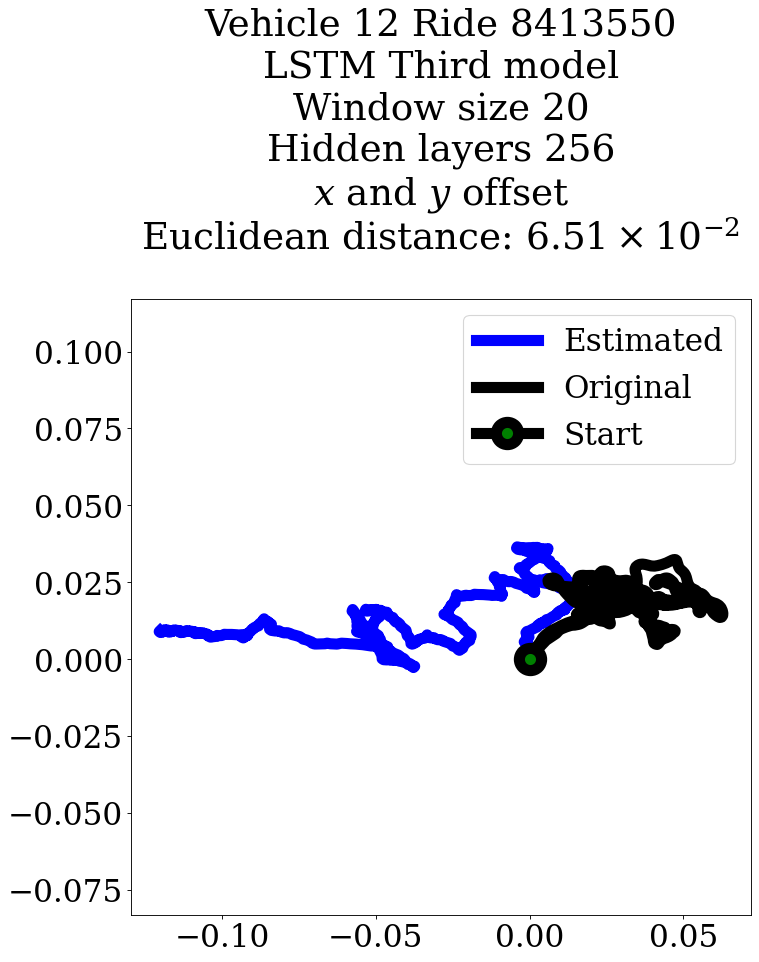 Vehicle 12 Ride 8413550
LSTM Third model
Window size 20
Hidden layers 256
x and y offset
Euclidean distance: 6.51 × 10⁻²
Estimated
Original
Start
0.100
0.075
0.050
0.025
0.000
−0.025
−0.050
−0.075
−0.10
−0.05
0.00
0.05